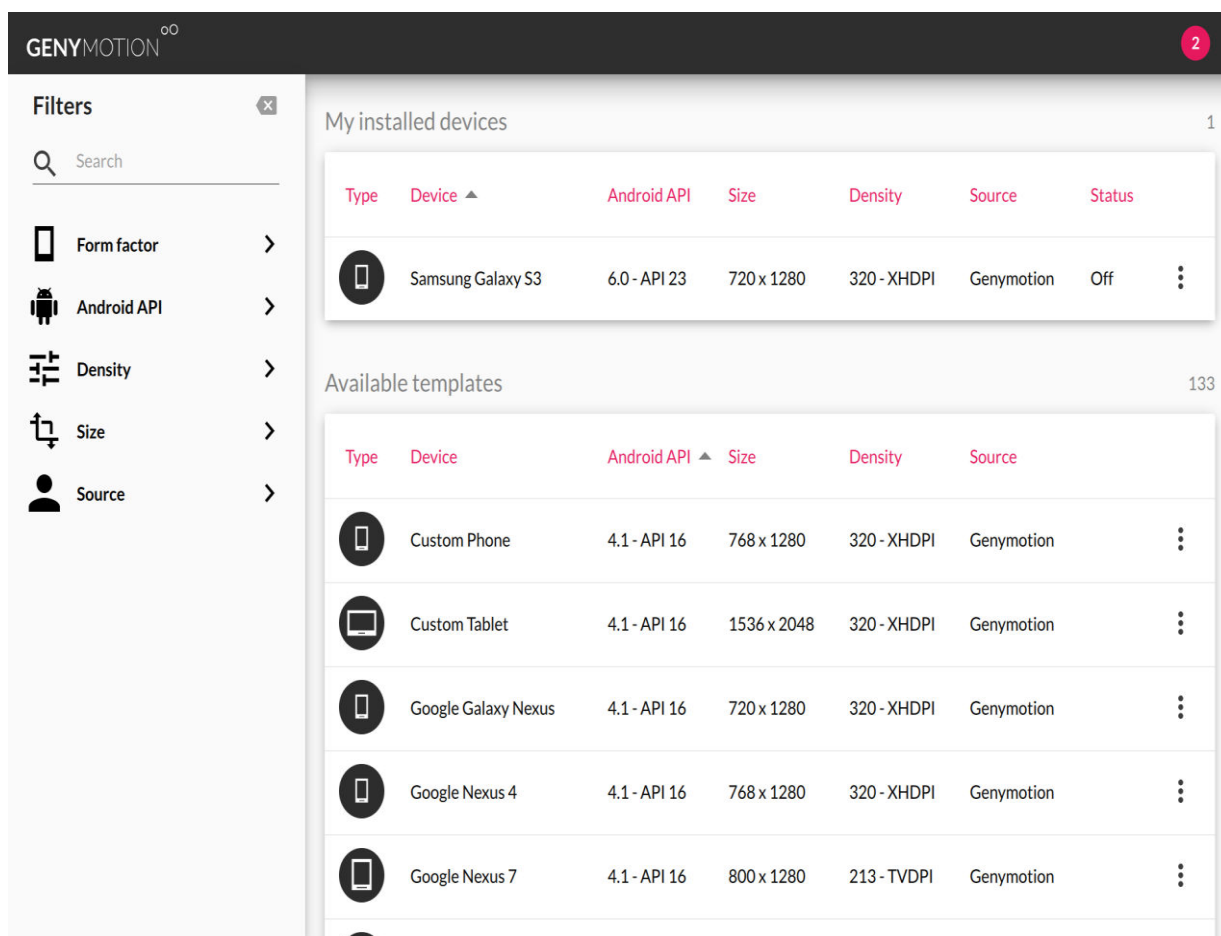 GENYMOTION
2
Filters
Search
Form factor
Android API
Density
Size
Source
My installed devices 1
Type Device Android API Size Density Source Status
Samsung Galaxy S3 6.0 - API 23 720 x 1280 320 - XHDPI Genymotion Off
Available templates 133
Type Device Android API Size Density Source
Custom Phone 4.1 - API 16 768 x 1280 320 - XHDPI Genymotion
Custom Tablet 4.1 - API 16 1536 x 2048 320 - XHDPI Genymotion
Google Galaxy Nexus 4.1 - API 16 720 x 1280 320 - XHDPI Genymotion
Google Nexus 4 4.1 - API 16 768 x 1280 320 - XHDPI Genymotion
Google Nexus 7 4.1 - API 16 800 x 1280 213 - TVDPI Genymotion